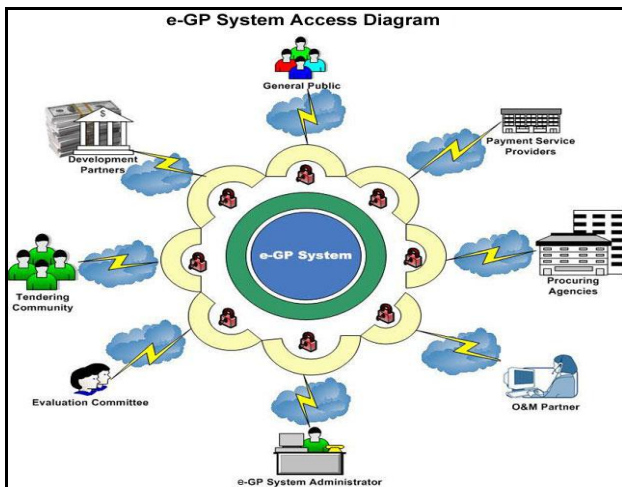 e-GP System Access Diagram
General Public
$
Development
Partners
Payment Service
Providers
e-GP System
Tendering
Community
Procuring
Agencies
Evaluation Committee
O&M Partner
e-GP System Administrator